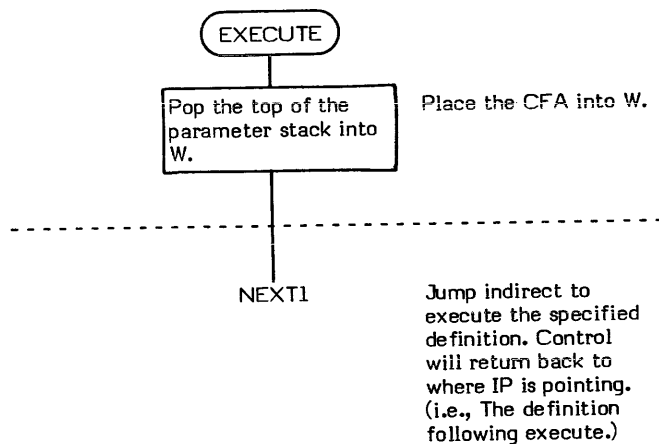 EXECUTE
Pop the top of the
parameter stack into
W.
Place the CFA into W.
NEXT1
Jump indirect to
execute the specified
definition. Control
will return back to
where IP is pointing.
(i.e., The definition
following execute.)